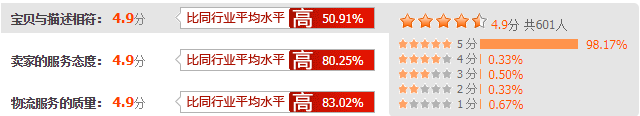 宝贝与描述相符： 4.9分 比同行业平均水平 高 50.91%
卖家的服务态度： 4.9分 比同行业平均水平 高 80.25%
物流服务的质量： 4.9分 比同行业平均水平 高 83.02%
4.9分 共601人
5 分 98.17%
4 分 0.33%
3 分 0.50%
2 分 0.33%
1 分 0.67%